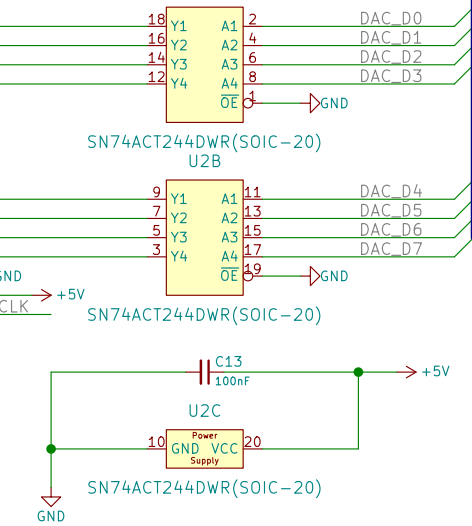 18 Y1 A1 2 DAC_D0
16 Y2 A2 4 DAC_D1
14 Y3 A3 6 DAC_D2
12 Y4 A4 8 DAC_D3
OE 1 GND
SN74ACT244DWR(SOIC-20)
U2B
9 Y1 A1 11 DAC_D4
7 Y2 A2 13 DAC_D5
5 Y3 A3 15 DAC_D6
3 Y4 A4 17 DAC_D7
GND OE 19 GND
+5V
CLK
SN74ACT244DWR(SOIC-20)
C13
100nF
+5V
U2C
Power
10 GND VCC 20
Supply
SN74ACT244DWR(SOIC-20)
GND